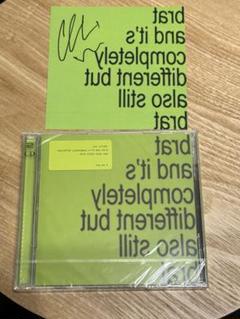 brat
and it's
completely
different but
also still
brat
brat
and it's
completely
different but
also still
brat